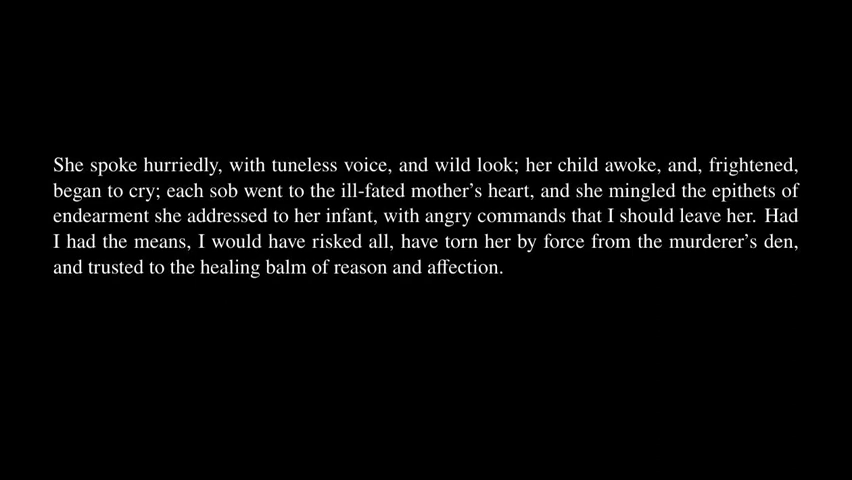 She spoke hurriedly, with tuneless voice, and wild look; her child awoke, and, frightened,
began to cry; each sob went to the ill-fated mother’s heart, and she mingled the epithets of
endearment she addressed to her infant, with angry commands that I should leave her. Had
I had the means, I would have risked all, have torn her by force from the murderer’s den,
and trusted to the healing balm of reason and affection.